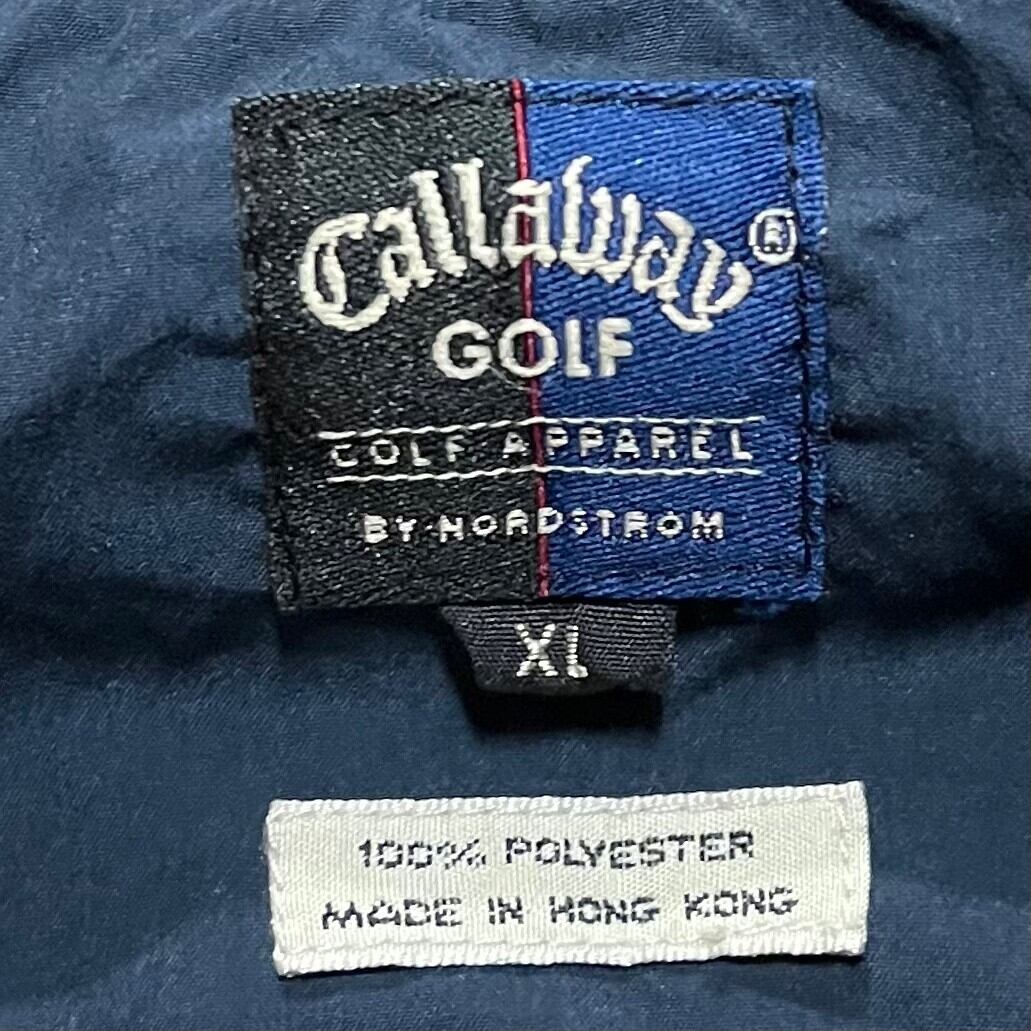 Callaway®
GOLF
GOLF APPAREL
BY NORDSTROM
XL
100% POLYESTER
MADE IN HONG KONG